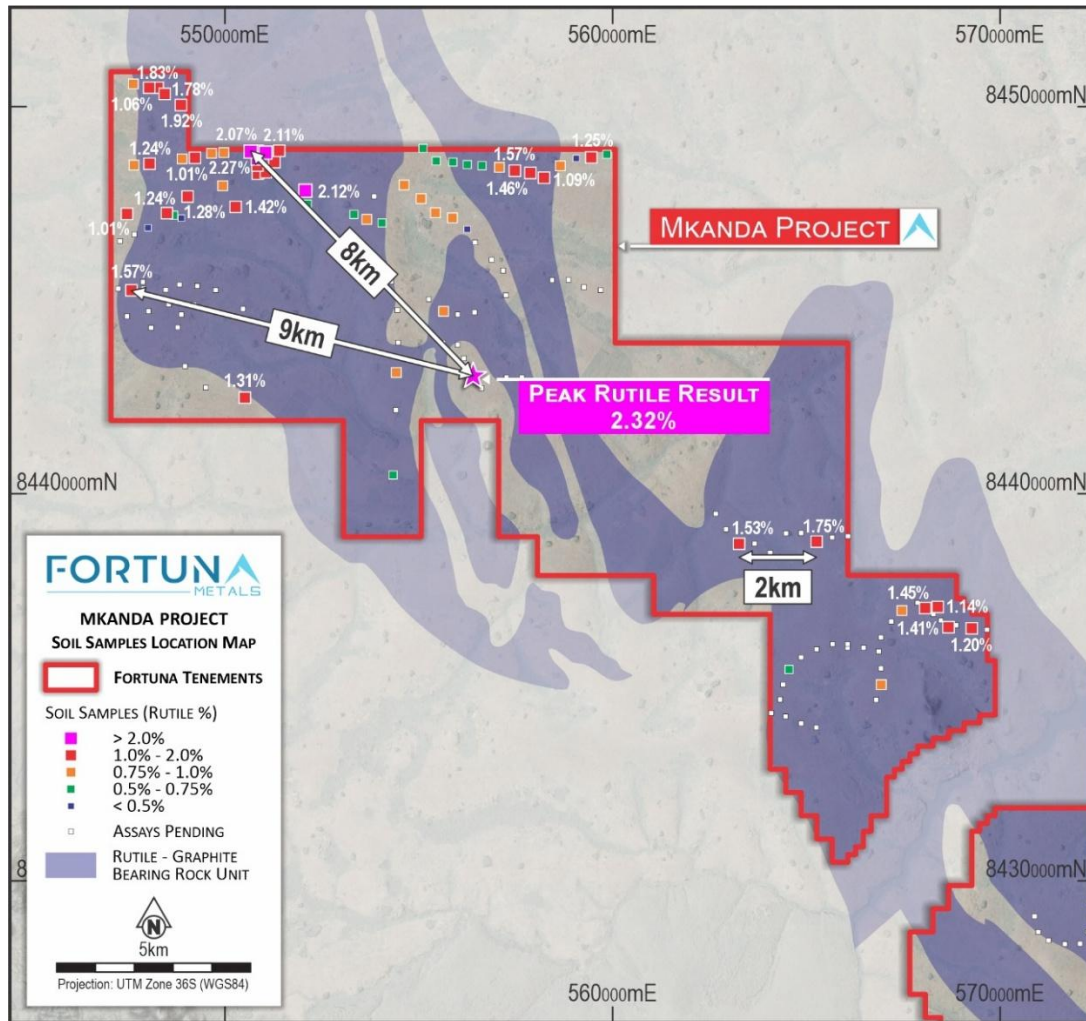 550000mE
560000mE
570000mE
8450000mN
1.83%
1.78%
1.06%
1.92%
2.07%
2.11%
1.25%
1.24%
1.57%
1.01%
2.27%
1.46%
1.09%
2.12%
1.24%
1.28%
1.42%
1.01%
MKANDA PROJECT
8km
1.57%
9km
PEAK RUTILE RESULT
2.32%
1.31%
8440000mN
8440000mN
1.53%
1.75%
2km
1.45%
1.14%
1.41%
1.20%
FORTUNA
METALS
MKANDA PROJECT
SOIL SAMPLES LOCATION MAP
FORTUNA TENEMENTS
SOIL SAMPLES (RUTILE %)
> 2.0%
1.0% - 2.0%
0.75% - 1.0%
0.5% - 0.75%
< 0.5%
ASSAYS PENDING
RUTILE - GRAPHITE
BEARING ROCK UNIT
N
5km
Projection: UTM Zone 36S (WGS84)
8430000mN
560000mE
570000mE